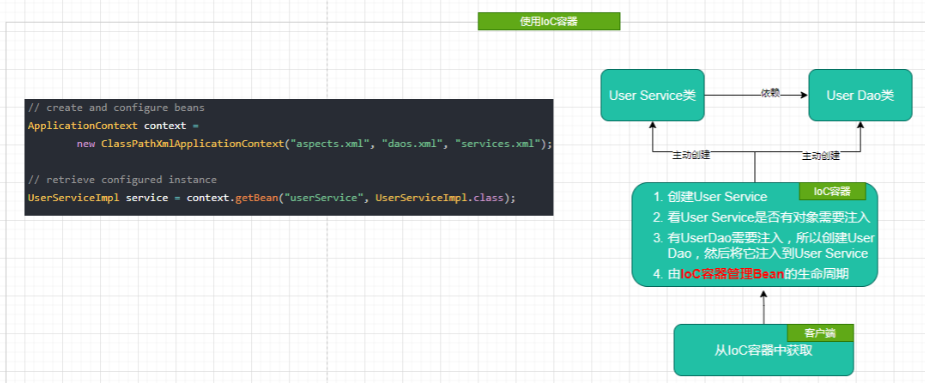 使用IoC容器
// create and configure beans
ApplicationContext context =
new ClassPathXmlApplicationContext("aspects.xml", "daos.xml", "services.xml");
// retrieve configured instance
UserServiceImpl service = context.getBean("userService", UserServiceImpl.class);
User Service类
依赖
User Dao类
主动创建
主动创建
IoC容器
1. 创建User Service
2. 看User Service是否有对象需要注入
3. 有UserDao需要注入，所以创建User
Dao，然后将它注入到User Service
4. 由IoC容器管理Bean的生命周期
客户端
从IoC容器中获取